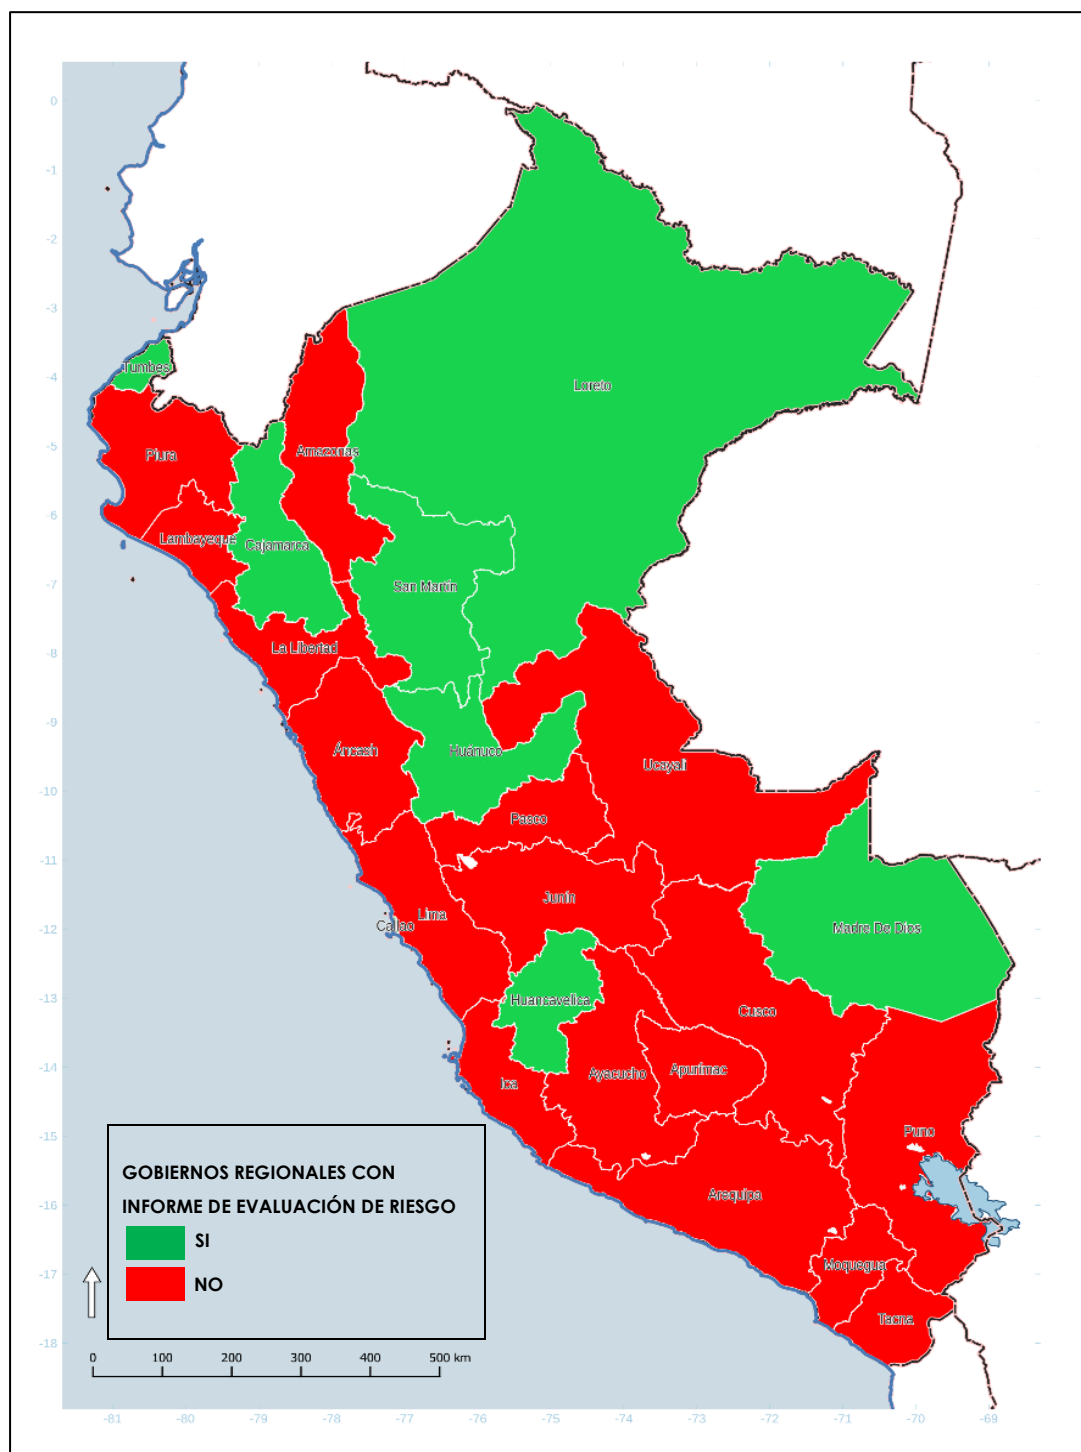 0
-1
-2
-3
-4
-5
-6
-7
-8
-9
-10
-11
-12
-13
-14
-15
-16
-17
-18
Tumbes
Loreto
Piura
Amazonas
Lambayeque
Cajamarca
San Martín
La Libertad
Áncash
Huánuco
Ucayali
Pasco
Junín
Lima
Callao
Madre De Dios
Huancavelica
Cusco
Ica
Ayacucho
Apurímac
Puno
Arequipa
Moquegua
Tacna
GOBIERNOS REGIONALES CON
INFORME DE EVALUACIÓN DE RIESGO
SI
NO
0 100 200 300 400 500 km
-81 -80 -79 -78 -77 -76 -75 -74 -73 -72 -71 -70 -69